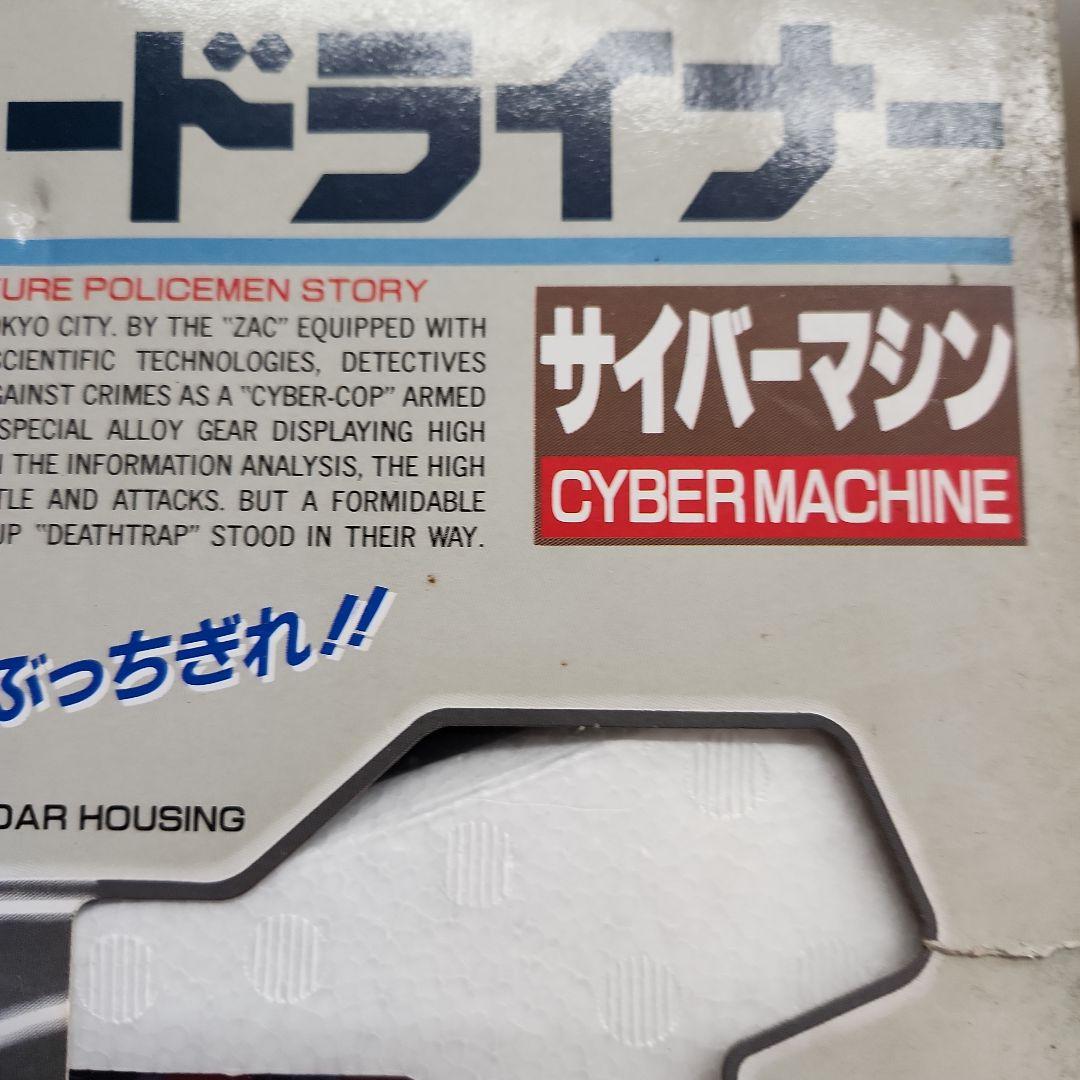 ードライナー
TURE POLICEMEN STORY
OKYO CITY. BY THE "ZAC" EQUIPPED WITH
SCIENTIFIC TECHNOLOGIES, DETECTIVES
GAINST CRIMES AS A "CYBER-COP" ARMED
SPECIAL ALLOY GEAR DISPLAYING HIGH
THE INFORMATION ANALYSIS, THE HIGH
TLE AND ATTACKS. BUT A FORMIDABLE
UP "DEATHTRAP" STOOD IN THEIR WAY.
サイバーマシン
CYBER MACHINE
ぶっちぎれ!!
DAR HOUSING